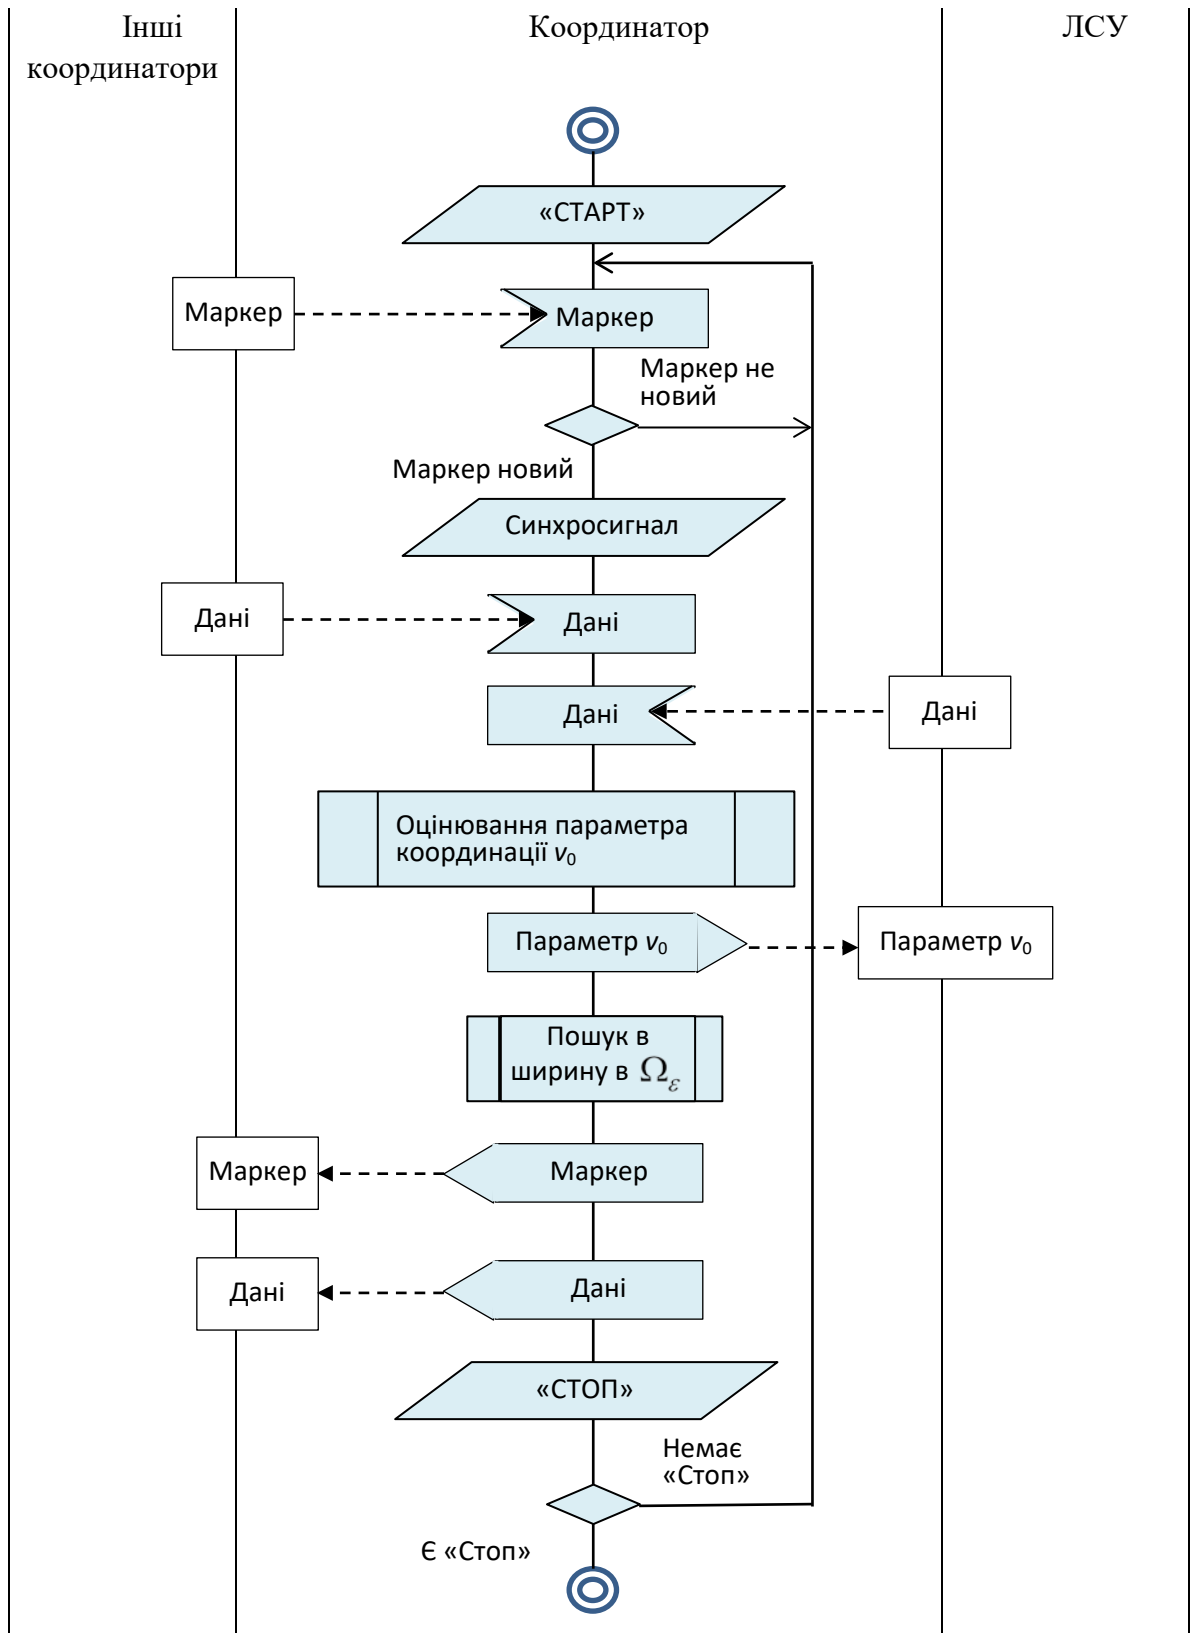 Інші
координатори
Координатор
ЛСУ
«СТАРТ»
Маркер
Маркер
Маркер не
новий
Маркер новий
Синхросигнал
Дані
Дані
Дані
Дані
Оцінювання параметра
координації v₀
Параметр v₀
Параметр v₀
Пошук в
ширину в Ω_ε
Маркер
Маркер
Дані
Дані
«СТОП»
Немає
«Стоп»
Є «Стоп»